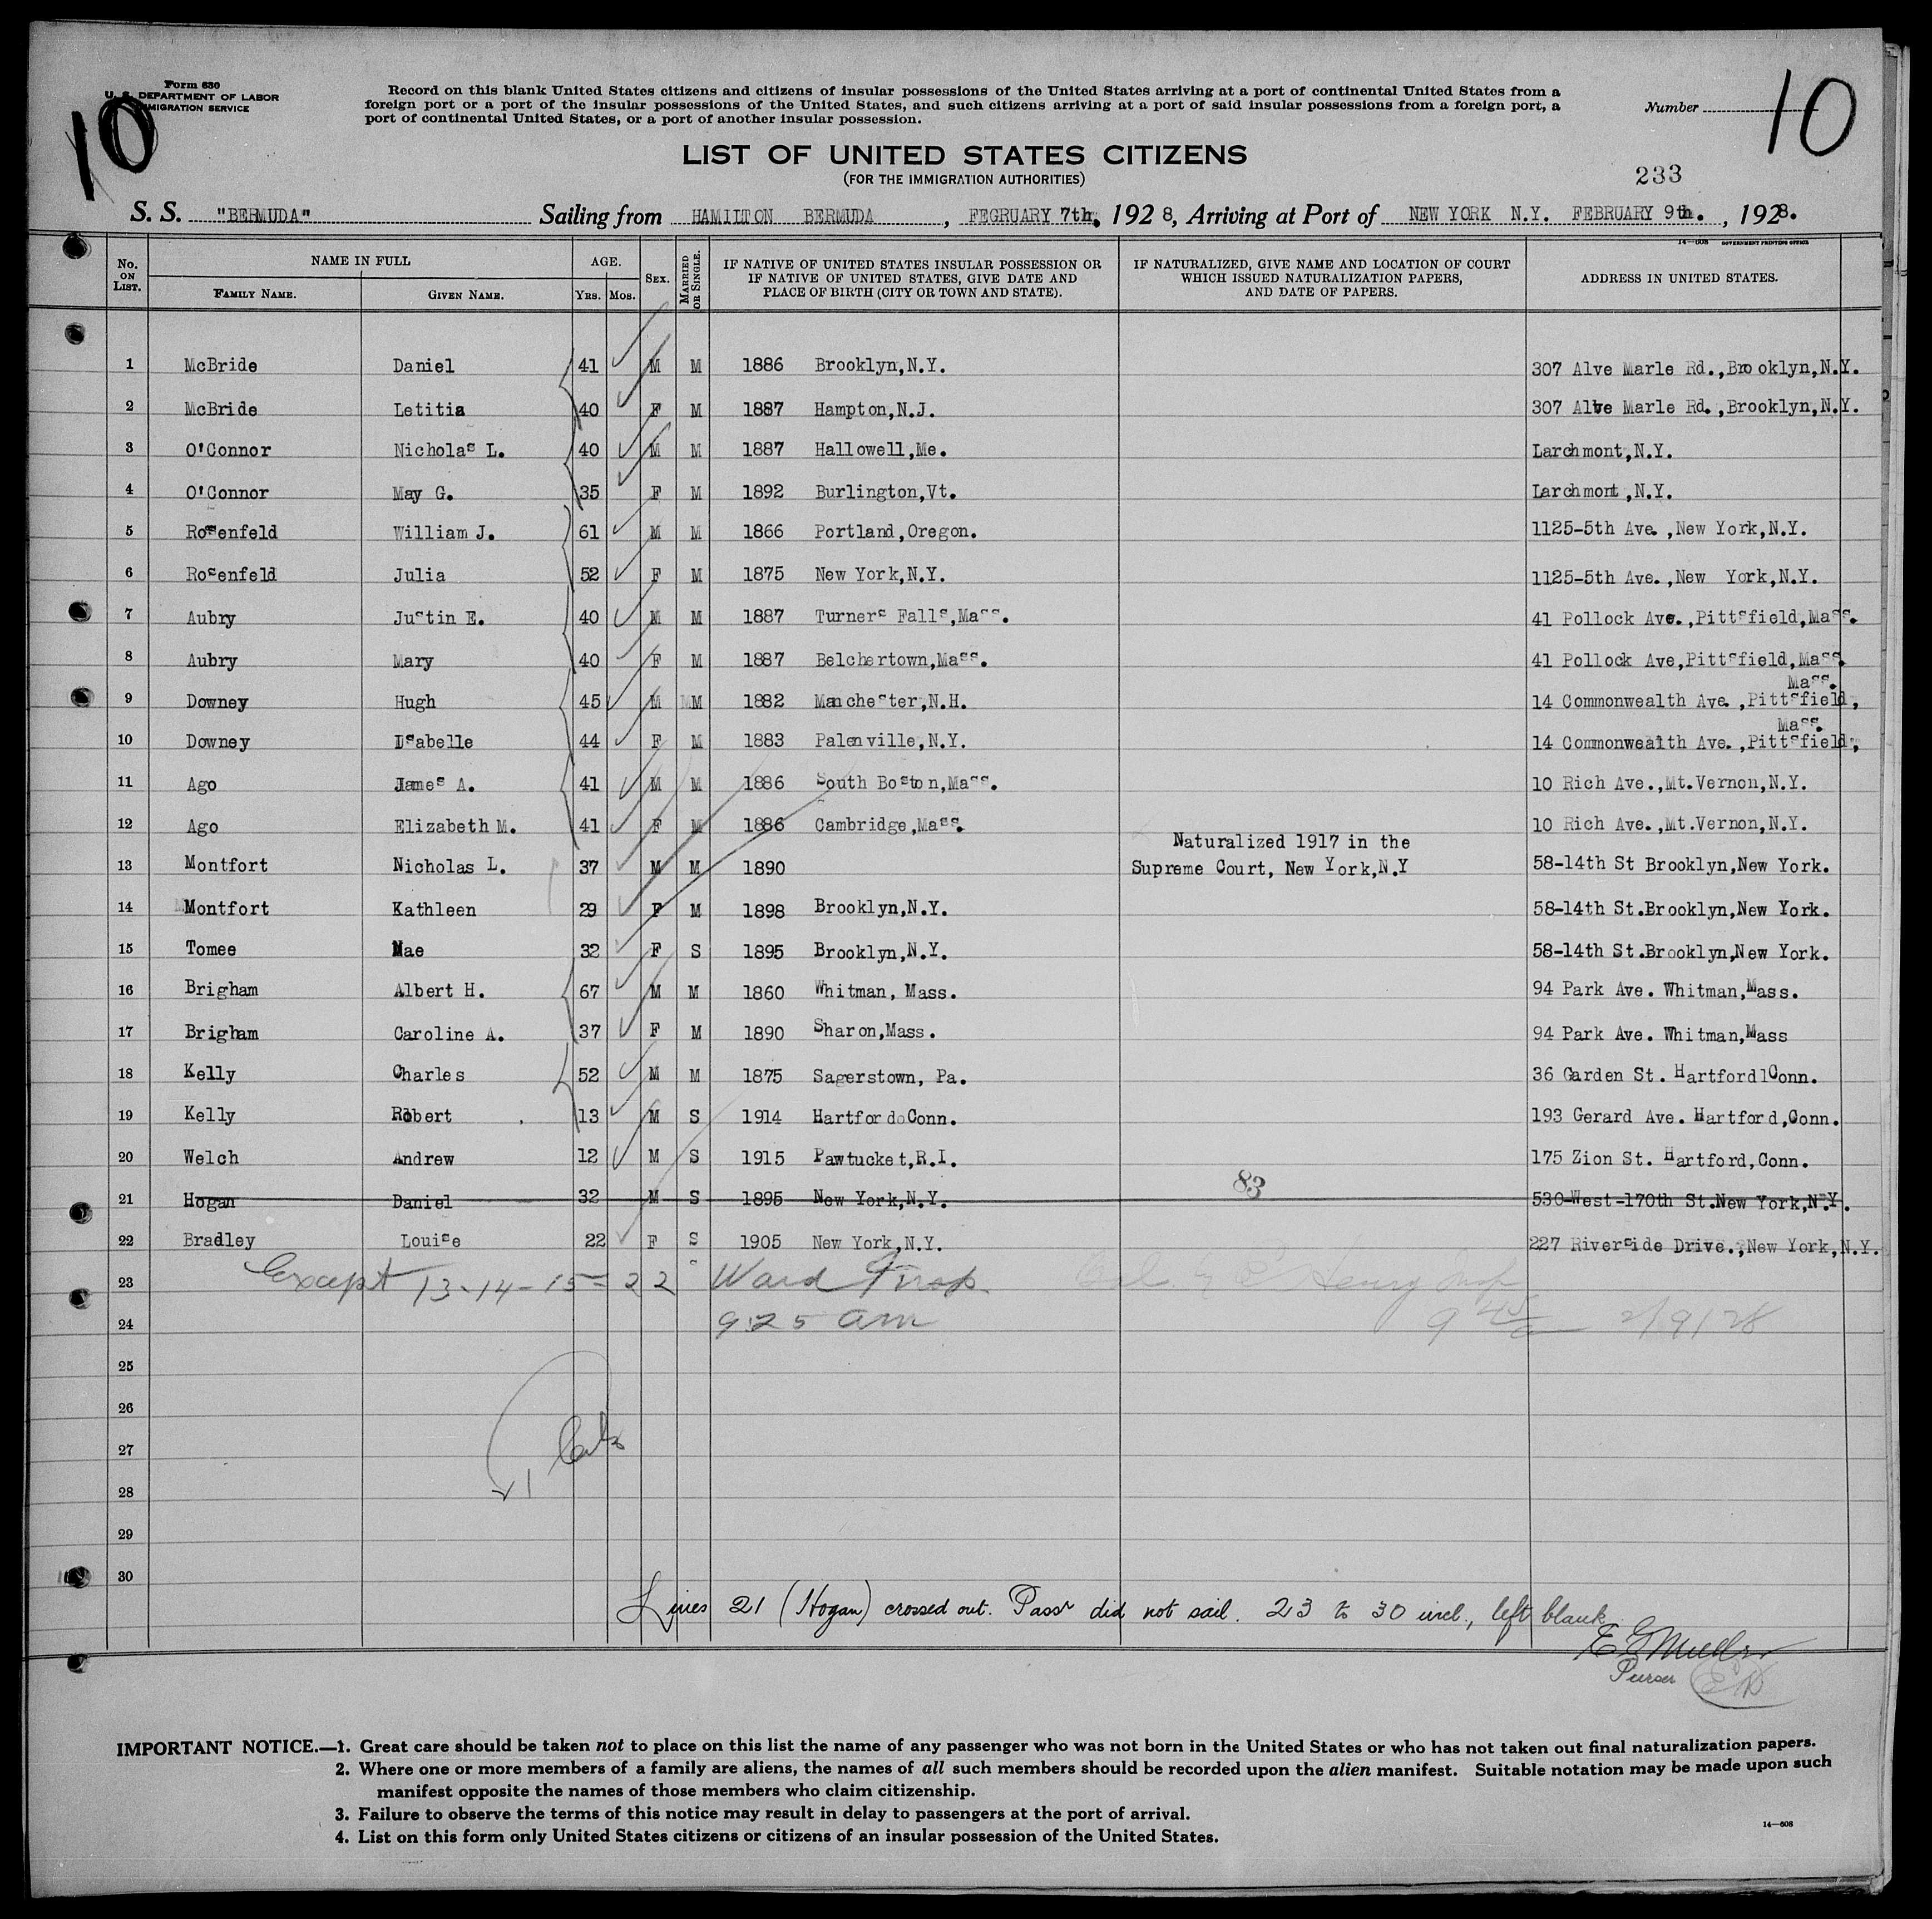 Form 630
U. S. DEPARTMENT OF LABOR
IMMIGRATION SERVICE
10
Record on this blank United States citizens and citizens of insular possessions of the United States arriving at a port of continental United States from a
foreign port or a port of the insular possessions of the United States, and such citizens arriving at a port of said insular possessions from a foreign port, a
port of continental United States, or a port of another insular possession.
Number 10
LIST OF UNITED STATES CITIZENS
(FOR THE IMMIGRATION AUTHORITIES)
233
S. S. "BERMUDA" Sailing from HAMILTON BERMUDA, FEGRUARY 7th, 1928, Arriving at Port of NEW YORK N.Y. FEBRUARY 9th., 1928.
14—608 GOVERNMENT PRINTING OFFICE
No. ON LIST. NAME IN FULL AGE. SEX. MARRIED OR SINGLE. IF NATIVE OF UNITED STATES INSULAR POSSESSION OR IF NATIVE OF UNITED STATES, GIVE DATE AND PLACE OF BIRTH (CITY OR TOWN AND STATE). IF NATURALIZED, GIVE NAME AND LOCATION OF COURT WHICH ISSUED NATURALIZATION PAPERS, AND DATE OF PAPERS. ADDRESS IN UNITED STATES.
FAMILY NAME. GIVEN NAME. YRS. MOS.
1 McBride Daniel 41 M M 1886 Brooklyn,N.Y. 307 Alve Marle Rd.,Brooklyn,N.Y.
2 McBride Letitia 40 F M 1887 Hampton,N.J. 307 Alve Marle Rd.,Brooklyn,N.Y.
3 O'Connor Nicholas L. 40 M M 1887 Hallowell,Me. Larchmont,N.Y.
4 O'Connor May G. 35 F M 1892 Burlington,Vt. Larchmont,N.Y.
5 Rosenfeld William J. 61 M M 1866 Portland,Oregon. 1125-5th Ave.,New York,N.Y.
6 Rosenfeld Julia 52 F M 1875 New York,N.Y. 1125-5th Ave.,New York,N.Y.
7 Aubry Justin E. 40 M M 1887 Turners Falls,Mass. 41 Pollock Ave.,Pittsfield,Mass.
8 Aubry Mary 40 F M 1887 Belchertown,Mass. 41 Pollock Ave,Pittsfield,Mass.
9 Downey Hugh 45 M M 1882 Manchester,N.H. 14 Commonwealth Ave.,Pittsfield, Mass.
10 Downey Isabelle 44 F M 1883 Palenville,N.Y. 14 Commonwealth Ave.,Pittsfield, Mass.
11 Ago James A. 41 M M 1886 South Boston,Mass. 10 Rich Ave.,Mt.Vernon,N.Y.
12 Ago Elizabeth M. 41 F M 1886 Cambridge,Mass. 10 Rich Ave.,Mt.Vernon,N.Y.
Naturalized 1917 in the
13 Montfort Nicholas L. 37 M M 1890 Supreme Court, New York,N.Y 58-14th St Brooklyn,New York.
14 Montfort Kathleen 29 F M 1898 Brooklyn,N.Y. 58-14th St.Brooklyn,New York.
15 Tomee Mae 32 F S 1895 Brooklyn,N.Y. 58-14th St.Brooklyn,New York.
16 Brigham Albert H. 67 M M 1860 Whitman, Mass. 94 Park Ave. Whitman,Mass.
17 Brigham Caroline A. 37 F M 1890 Sharon,Mass. 94 Park Ave. Whitman,Mass
18 Kelly Charles 52 M M 1875 Sagerstown, Pa. 36 Garden St. HartfordlConn.
19 Kelly Robert 13 M S 1914 HartfordoConn. 193 Gerard Ave. Hartford,Conn.
20 Welch Andrew 12 M S 1915 Pawtucket,R.I. 175 Zion St. Hartford,Conn.
21 Hogan Daniel 32 M S 1895 New York,N.Y. 83 530-West-170th St.New York,N.Y.
22 Bradley Louise 22 F S 1905 New York,N.Y. 227 Riverside Drive.,New York,N.Y.
23 Except 13-14-15-22 Ward Insp. Henry Insp
24 9:25 am 9 45 2/9/28
25
26
27
28
29
30
Lines 21 (Hogan) crossed out. Passr did not sail. 23 to 30 incl., left blank
Purser
IMPORTANT NOTICE.—1. Great care should be taken not to place on this list the name of any passenger who was not born in the United States or who has not taken out final naturalization papers.
2. Where one or more members of a family are aliens, the names of all such members should be recorded upon the alien manifest. Suitable notation may be made upon such
manifest opposite the names of those members who claim citizenship.
3. Failure to observe the terms of this notice may result in delay to passengers at the port of arrival.
4. List on this form only United States citizens or citizens of an insular possession of the United States.
14—608